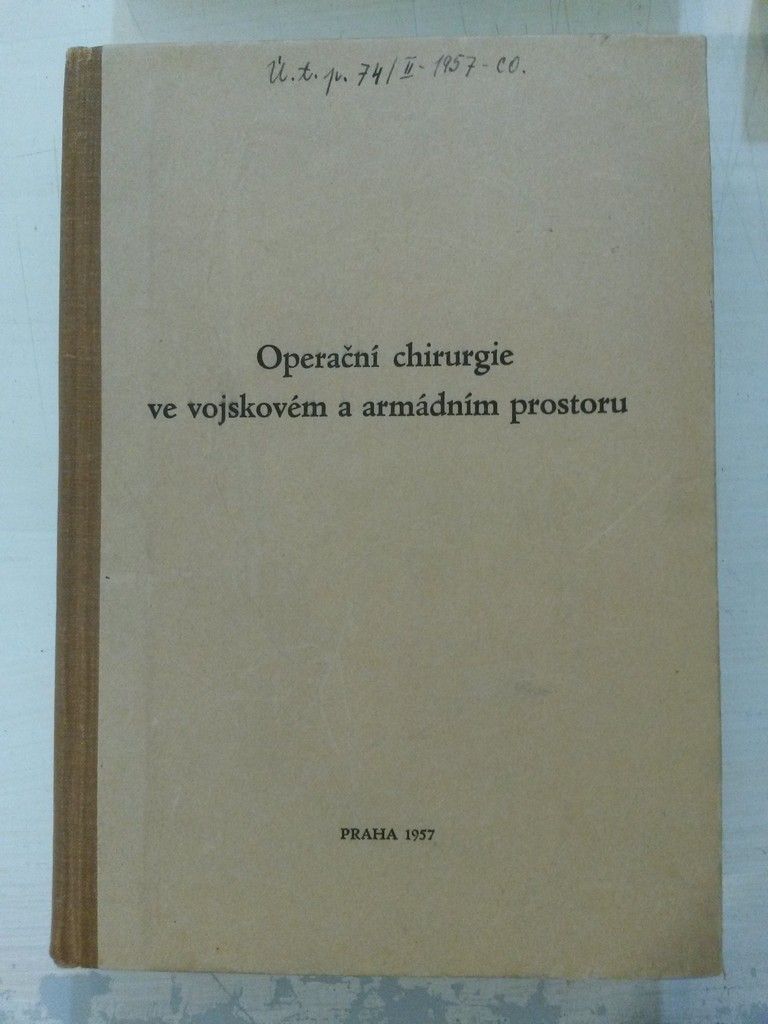 Ú.t.p. 74/II-1957-CO.
Operační chirurgie
ve vojskovém a armádním prostoru
PRAHA 1957